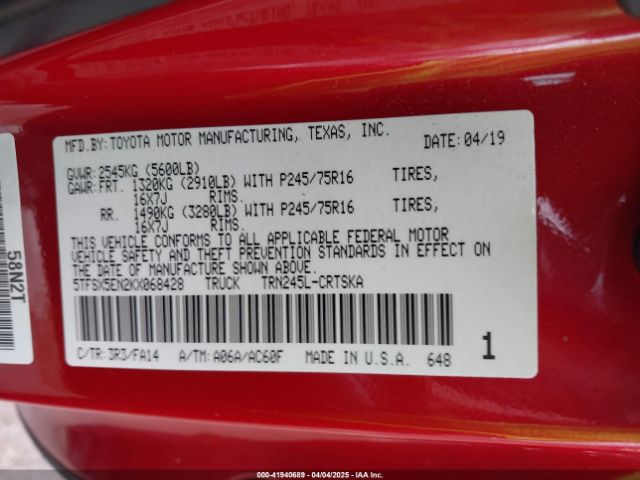 MFD.BY:TOYOTA MOTOR MANUFACTURING, TEXAS, INC.
DATE:04/19
GVWR:2545KG (5600LB)
GAWR:FRT. 1320KG (2910LB) WITH P245/75R16 TIRES,
16X7J RIMS.
RR. 1490KG (3280LB) WITH P245/75R16 TIRES,
16X7J RIMS.
THIS VEHICLE CONFORMS TO ALL APPLICABLE FEDERAL MOTOR
VEHICLE SAFETY AND THEFT PREVENTION STANDARDS IN EFFECT ON
THE DATE OF MANUFACTURE SHOWN ABOVE.
5TFSX5EN2KX068428 TRUCK TRN245L-CRTSKA
C/TR:3R3/FA14 A/TM:A06A/AC60F MADE IN U.S.A. 648 1
58N2T
000-41940689 - 04/04/2025 - IAA Inc.